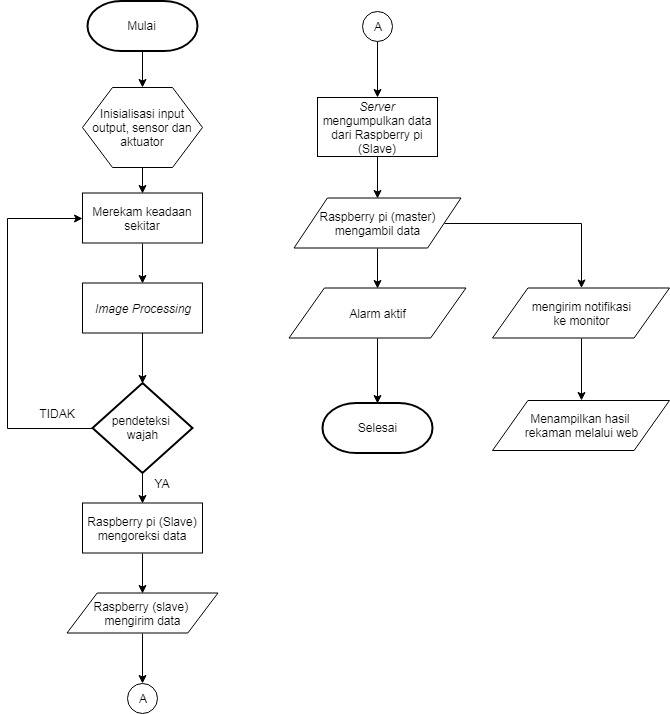 Mulai
Inisialisasi input
output, sensor dan
aktuator
Merekam keadaan
sekitar
Image Processing
TIDAK
pendeteksi
wajah
YA
Raspberry pi (Slave)
mengoreksi data
Raspberry (slave)
mengirim data
A
A
Server
mengumpulkan data
dari Raspberry pi
(Slave)
Raspberry pi (master)
mengambil data
Alarm aktif
Selesai
mengirim notifikasi
ke monitor
Menampilkan hasil
rekaman melalui web